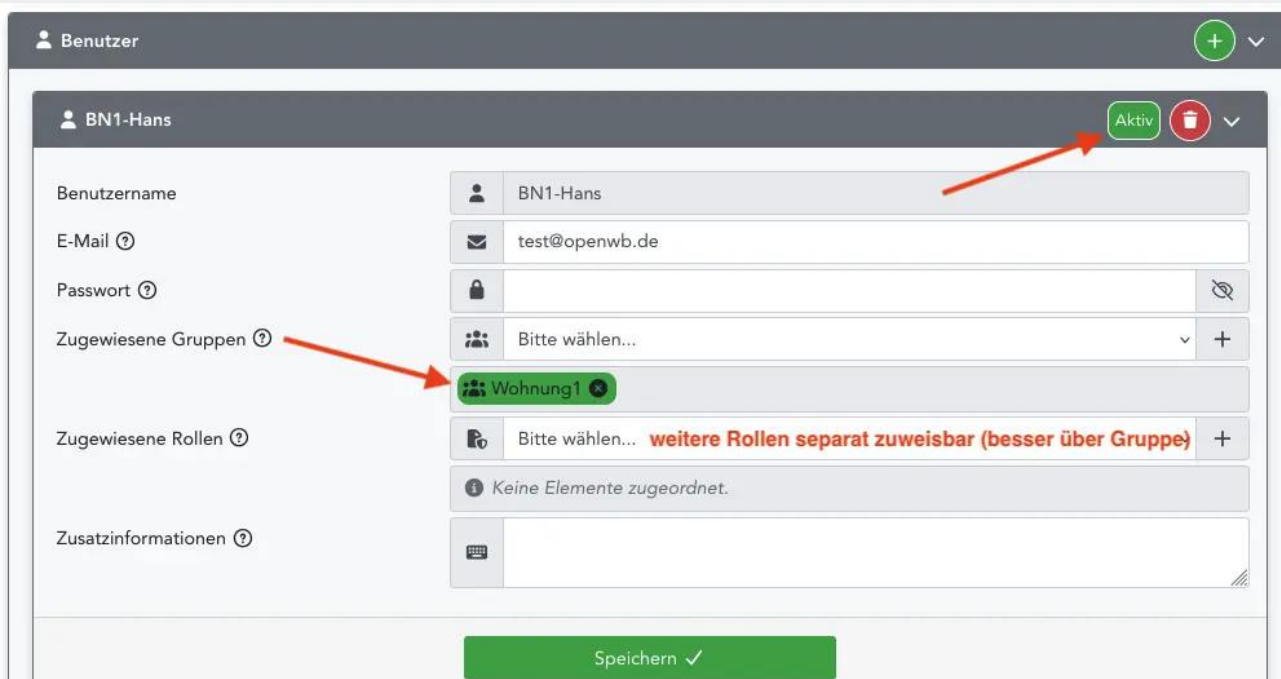 Benutzer
BN1-Hans
Aktiv
Benutzername
BN1-Hans
E-Mail
test@openwb.de
Passwort
Zugewiesene Gruppen
Bitte wählen...
Wohnung1
Zugewiesene Rollen
Bitte wählen... weitere Rollen separat zuweisbar (besser über Gruppe)
Keine Elemente zugeordnet.
Zusatzinformationen
Speichern